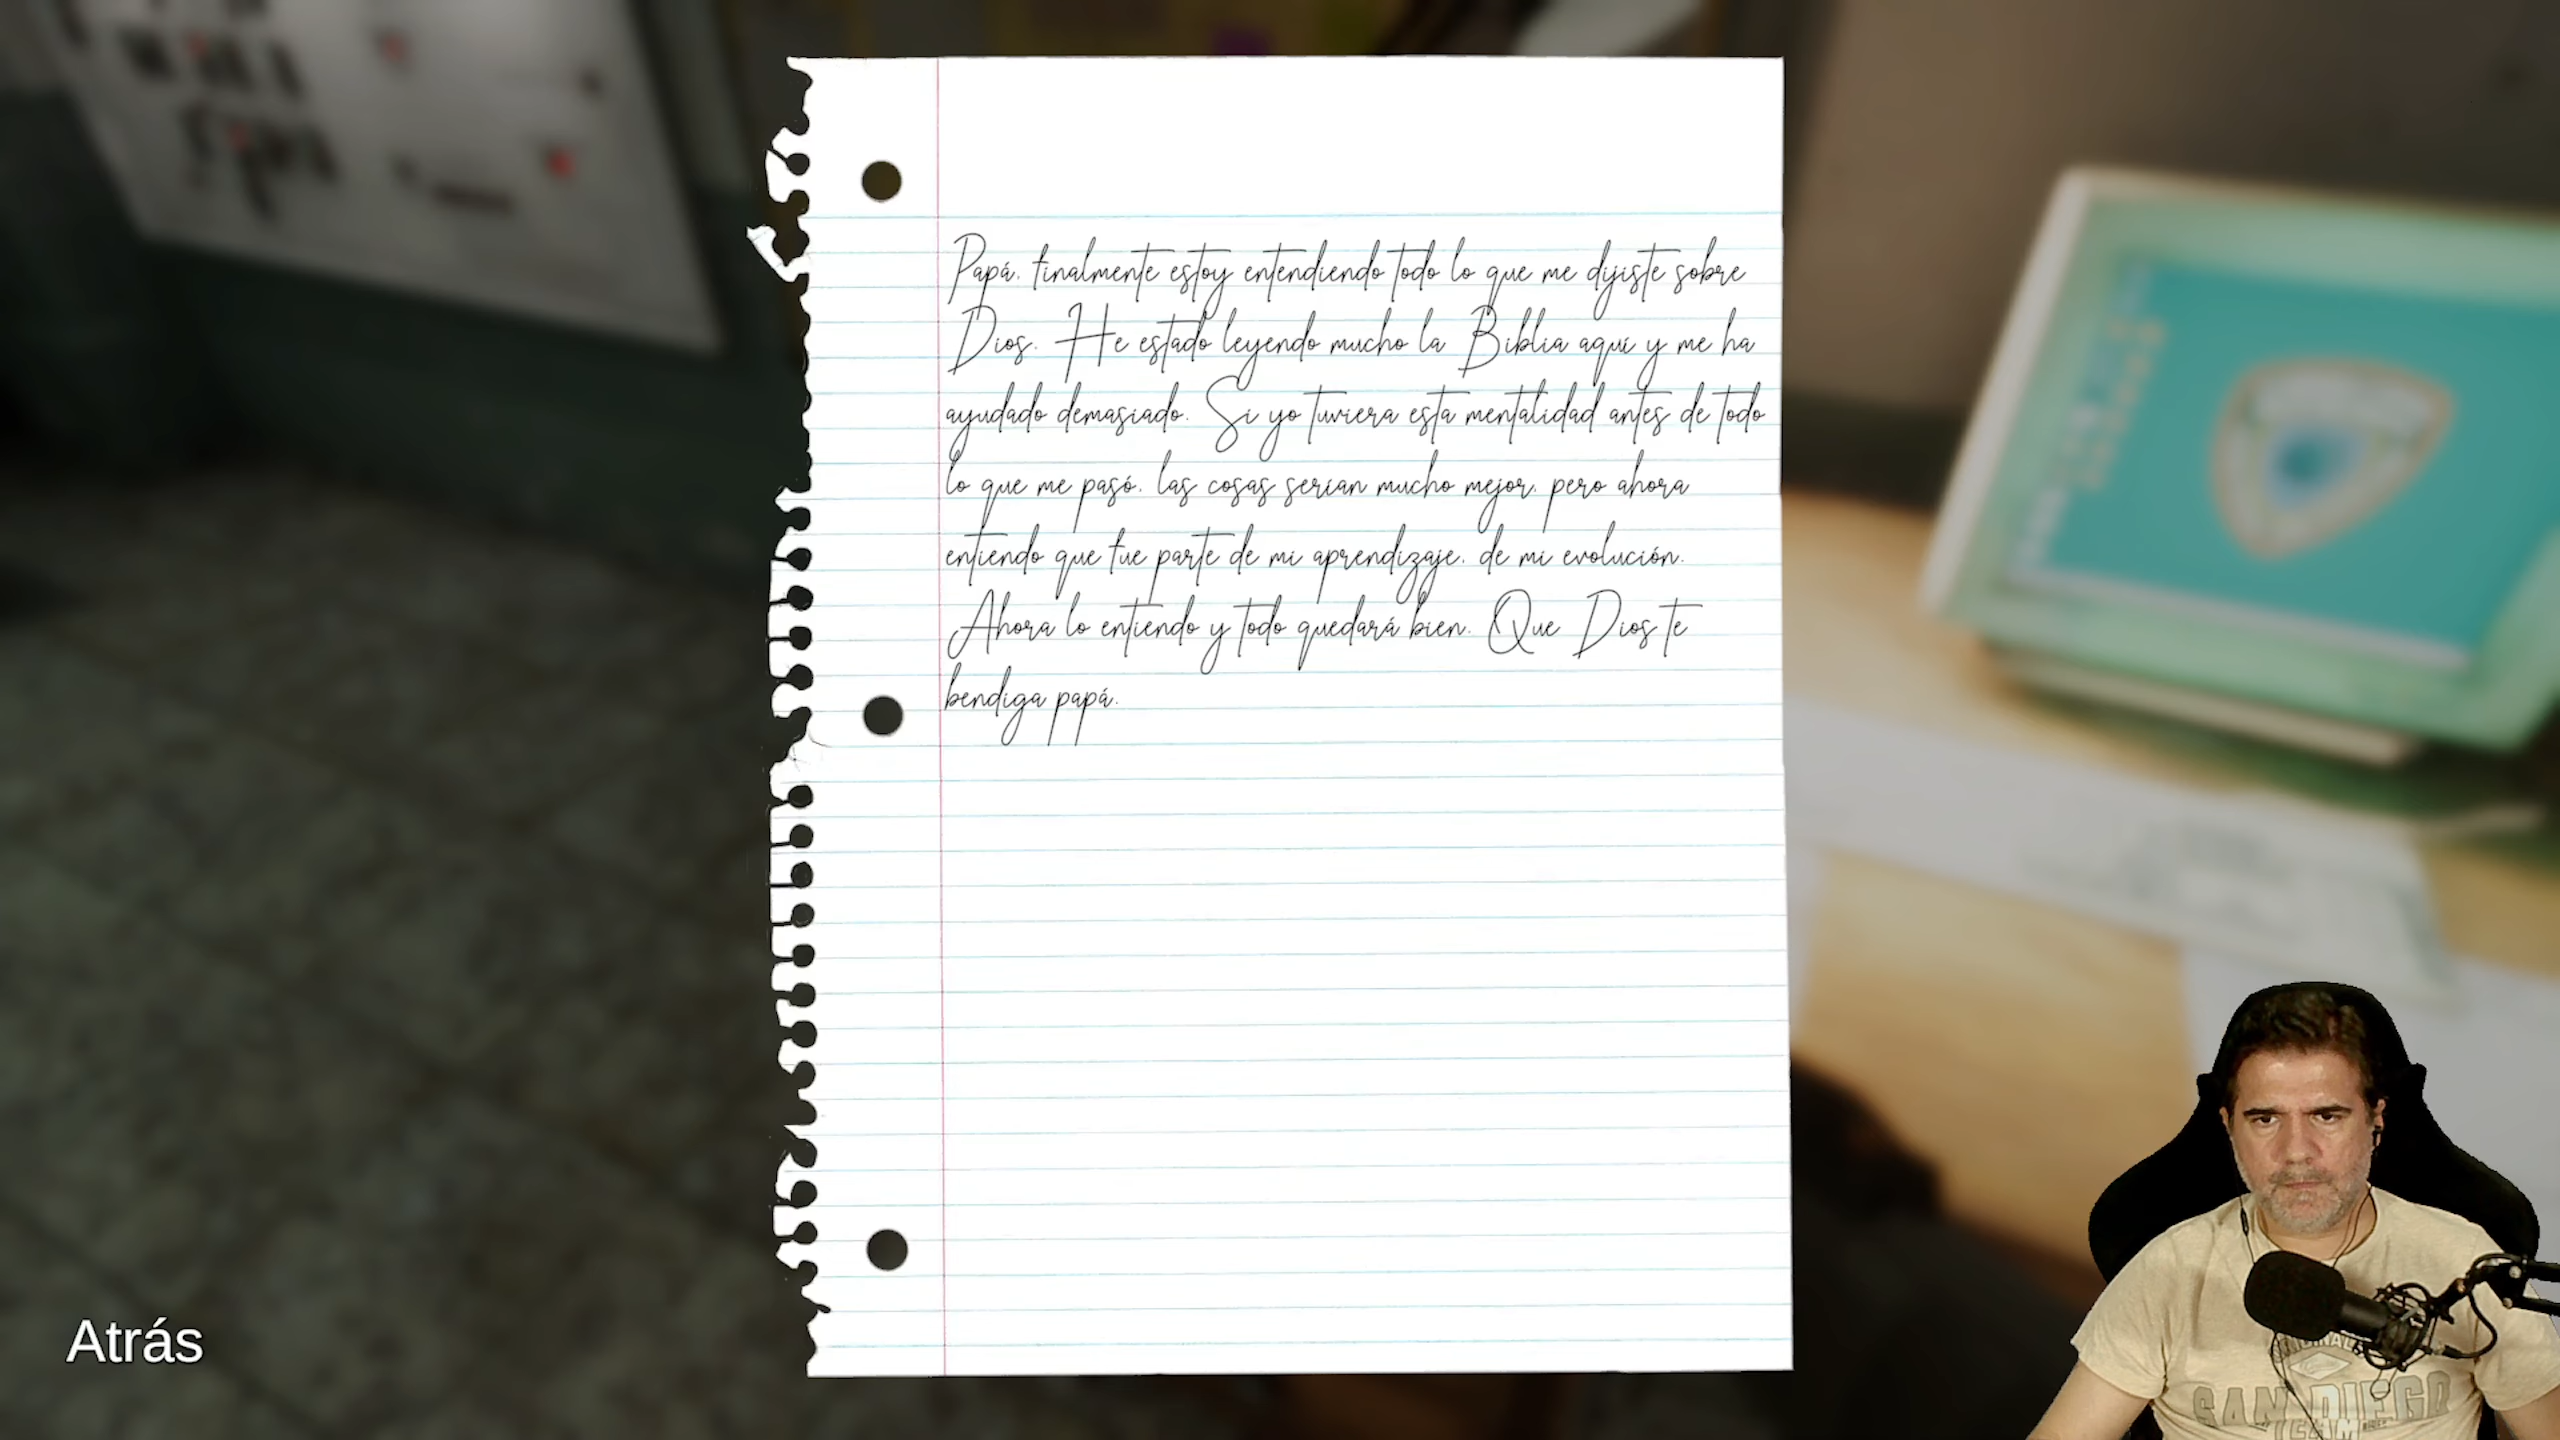 Papá, finalmente estoy entendiendo todo lo que me dijiste sobre
Dios. He estado leyendo mucho la Biblia aquí y me ha
ayudado demasiado. Si yo tuviera esta mentalidad antes de todo
lo que me pasó, las cosas serían mucho mejor, pero ahora
entiendo que fue parte de mi aprendizaje, de mi evolución.
Ahora lo entiendo y todo quedará bien. Que Dios te
bendiga papá.
Atrás
SAN DIEGO
TEAM